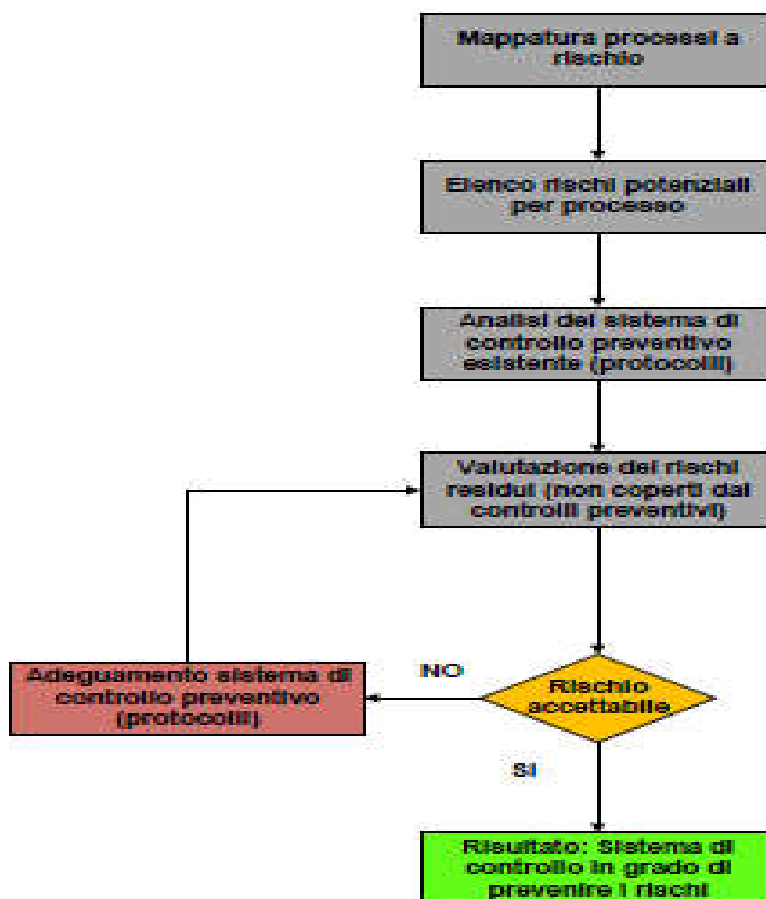 Mappatura processi a
rischio
Elenco rischi potenziali
per processo
Analisi del sistema di
controllo preventivo
esistente (protocolli)
Valutazione dei rischi
residui (non coperti dai
controlli preventivi)
Adeguamento sistema di
controllo preventivo
(protocolli)
NO
Rischio
accettabile
SI
Risultato: Sistema di
controllo in grado di
prevenire i rischi